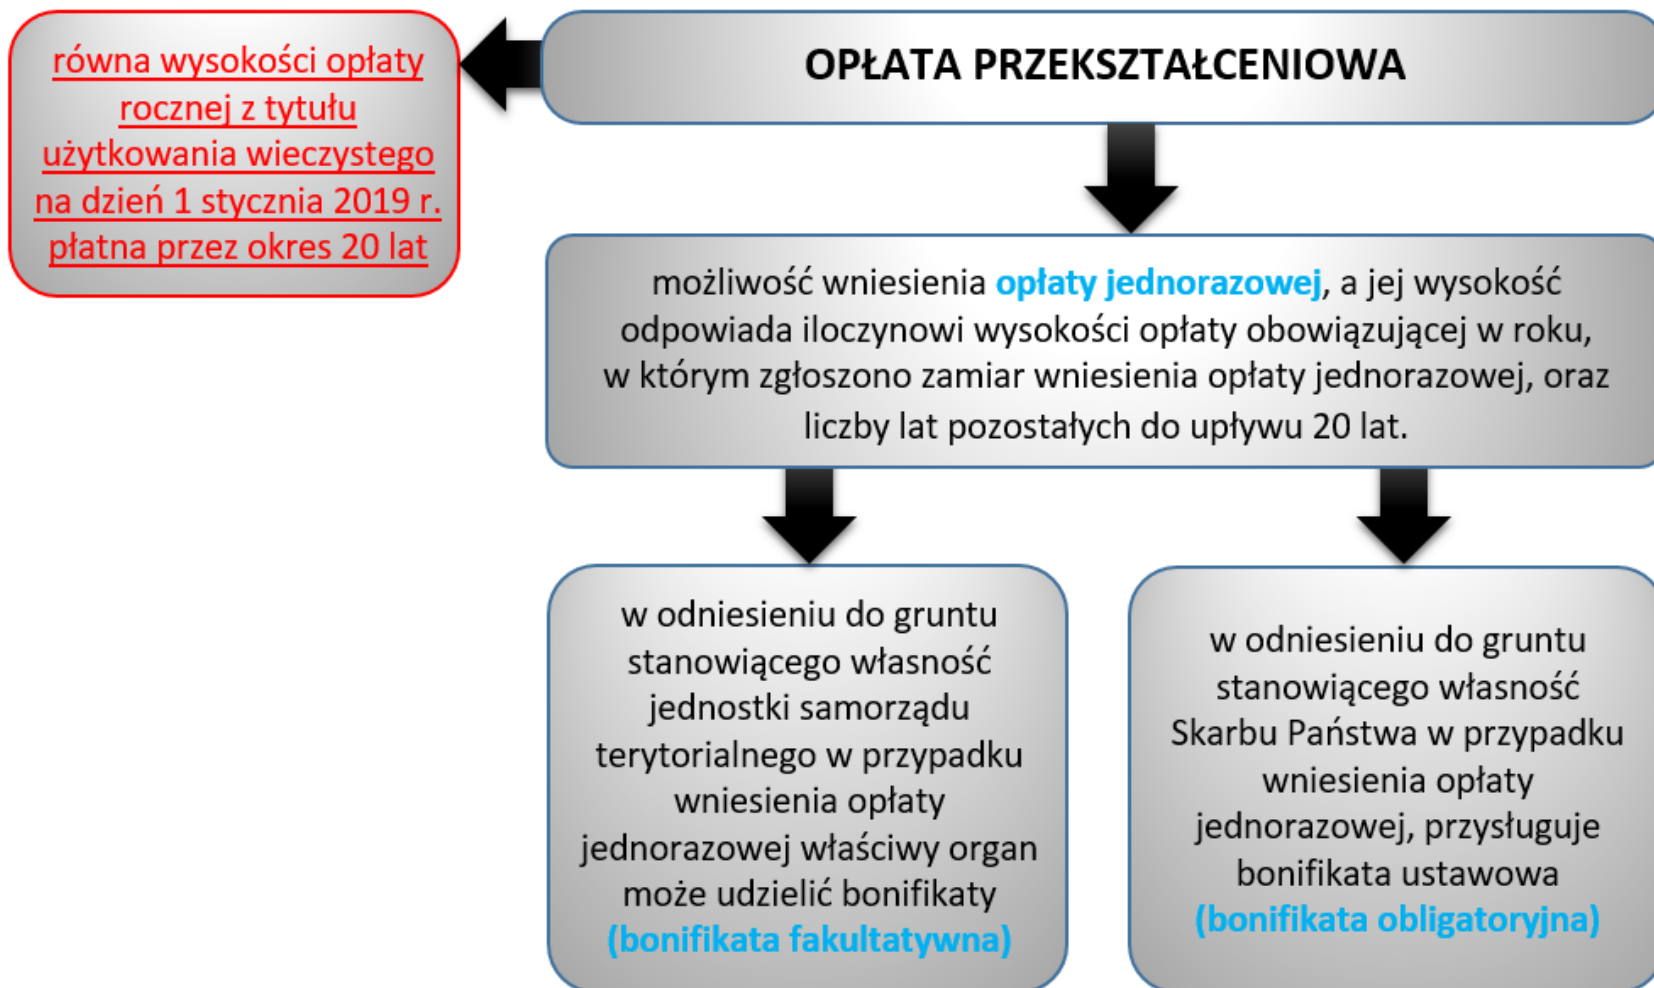 równa wysokości opłaty
rocznej z tytułu
użytkowania wieczystego
na dzień 1 stycznia 2019 r.
płatna przez okres 20 lat
OPŁATA PRZEKSZTAŁCENIOWA
możliwość wniesienia opłaty jednorazowej, a jej wysokość
odpowiada iloczynowi wysokości opłaty obowiązującej w roku,
w którym zgłoszono zamiar wniesienia opłaty jednorazowej, oraz
liczby lat pozostałych do upływu 20 lat.
w odniesieniu do gruntu
stanowiącego własność
jednostki samorządu
terytorialnego w przypadku
wniesienia opłaty
jednorazowej właściwy organ
może udzielić bonifikaty
(bonifikata fakultatywna)
w odniesieniu do gruntu
stanowiącego własność
Skarbu Państwa w przypadku
wniesienia opłaty
jednorazowej, przysługuje
bonifikata ustawowa
(bonifikata obligatoryjna)